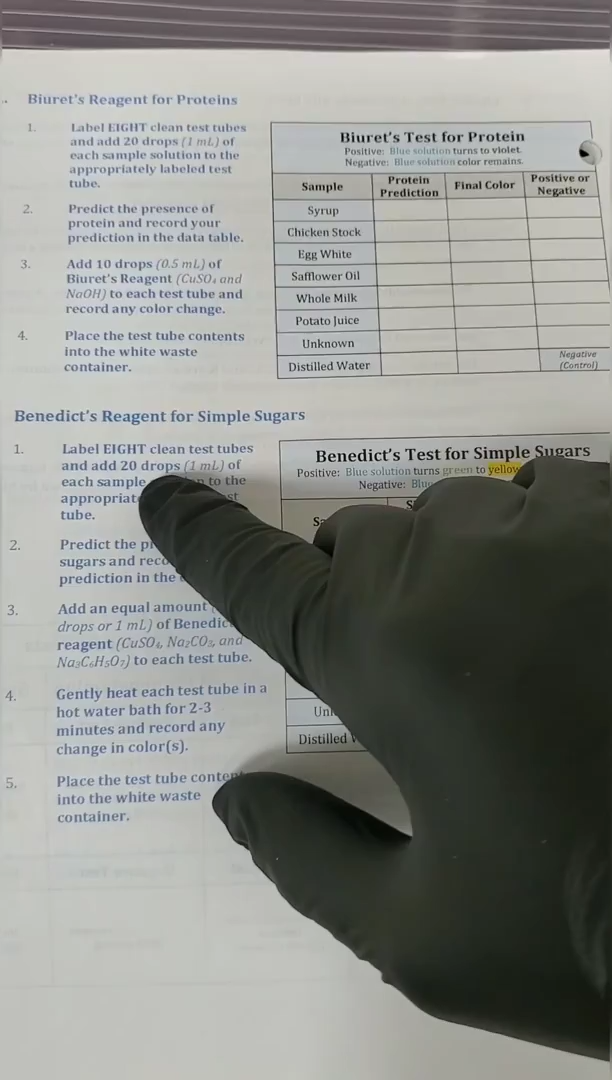 Biuret's Reagent for Proteins
1. Label EIGHT clean test tubes
and add 20 drops (1 mL) of
each sample solution to the
appropriately labeled test
tube.
2. Predict the presence of
protein and record your
prediction in the data table.
3. Add 10 drops (0.5 mL) of
Biuret's Reagent (CuSO₄ and
NaOH) to each test tube and
record any color change.
4. Place the test tube contents
into the white waste
container.
Biuret's Test for Protein
Positive: Blue solution turns to violet.
Negative: Blue solution color remains.
Sample Protein Prediction Final Color Positive or Negative
Syrup
Chicken Stock
Egg White
Safflower Oil
Whole Milk
Potato Juice
Unknown
Distilled Water Negative (Control)
Benedict's Reagent for Simple Sugars
1. Label EIGHT clean test tubes
and add 20 drops (1 mL) of
each sample to the
tube.
2. Predict the
sugars and
prediction in the
3. Add an equal amount
drops or 1 mL) of
reagent (CuSO₄, Na₂CO₃, and
Na₃C₆H₅O₇) to each test tube.
4. Gently heat each test tube in a
hot water bath for 2-3
minutes and record any
change in color(s).
5. Place the test tube
into the white waste
container.
Benedict's Test for Simple Sugars
Positive: Blue solution turns green to yellow
Negative:
Distilled